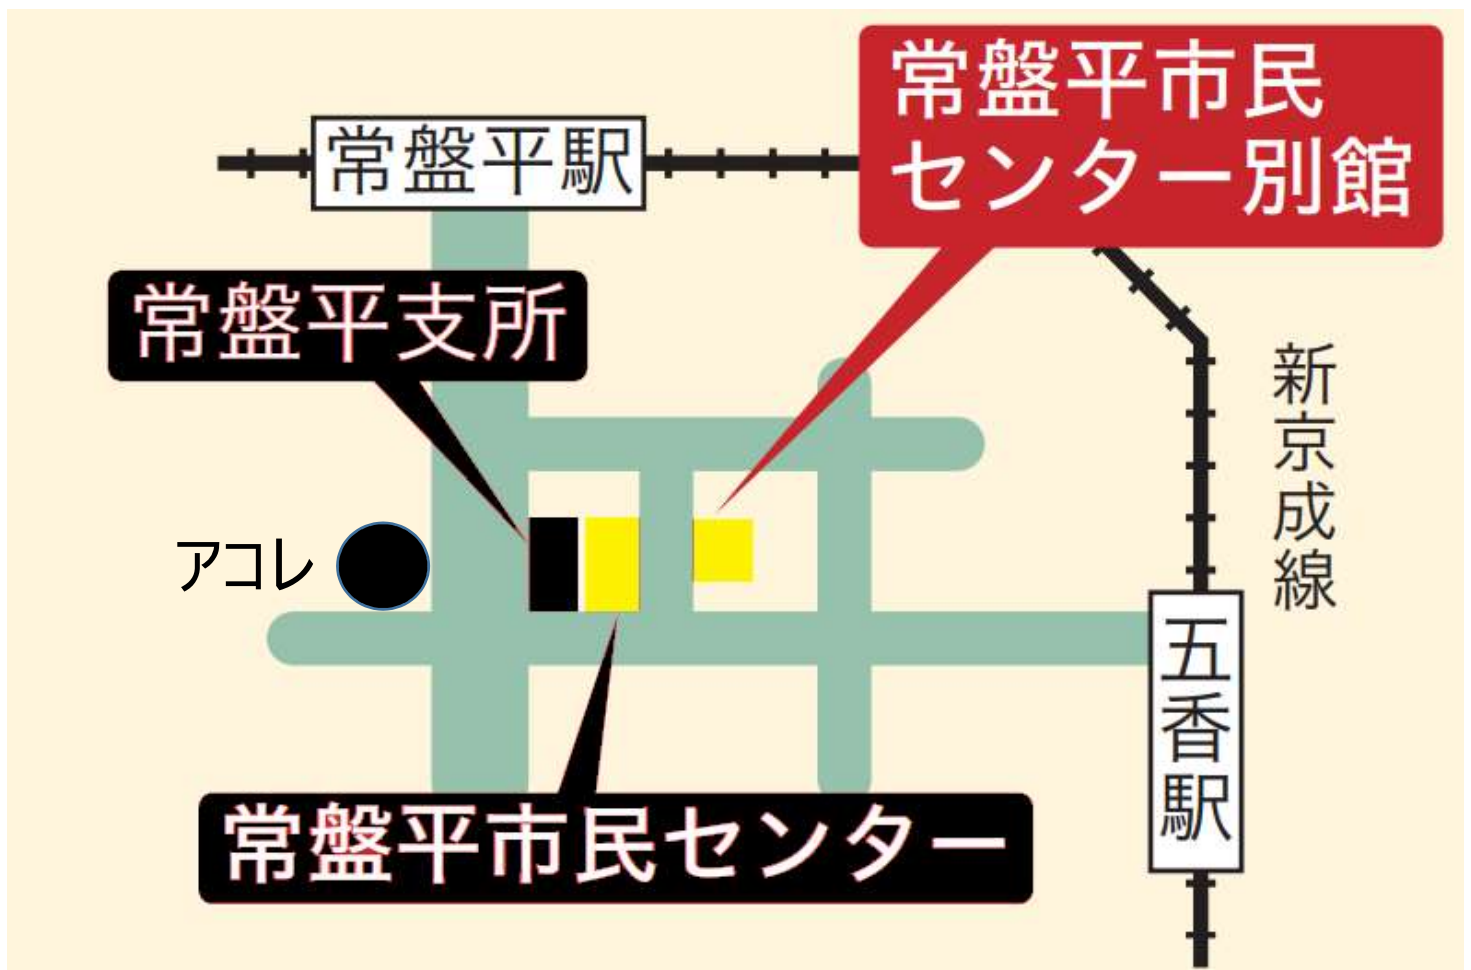 常盤平市民
センター別館
常盤平駅
常盤平支所
新京成線
アコレ
五香駅
常盤平市民センター